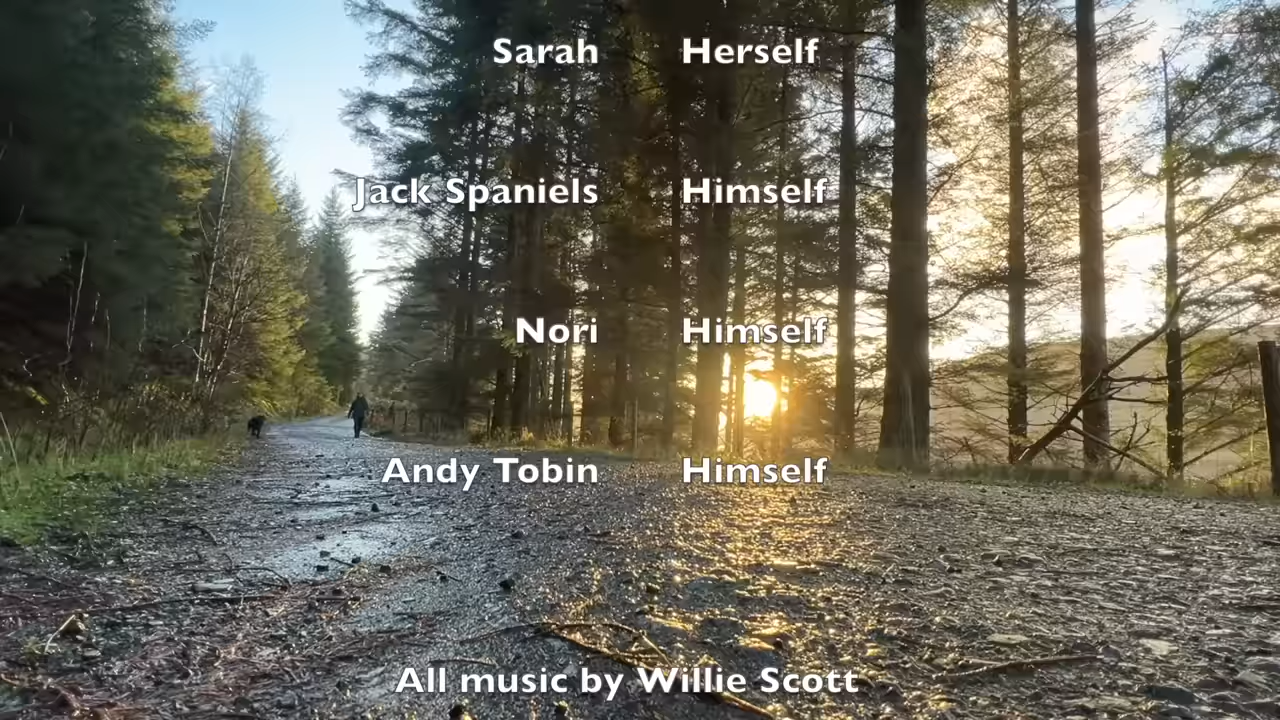 Sarah Herself
Jack Spaniels Himself
Nori Himself
Andy Tobin Himself
All music by Willie Scott